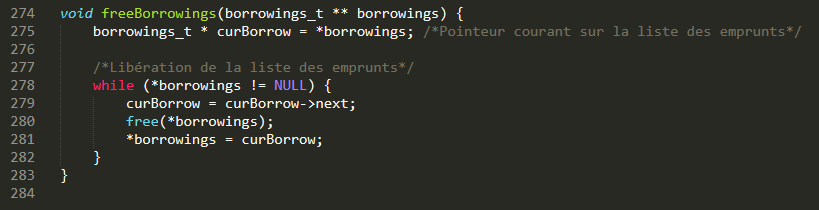 274 void freeBorrowings(borrowings_t ** borrowings) {
275     borrowings_t * curBorrow = *borrowings; /*Pointeur courant sur la liste des emprunts*/
276
277     /*Libération de la liste des emprunts*/
278     while (*borrowings != NULL) {
279         curBorrow = curBorrow->next;
280         free(*borrowings);
281         *borrowings = curBorrow;
282     }
283 }
284